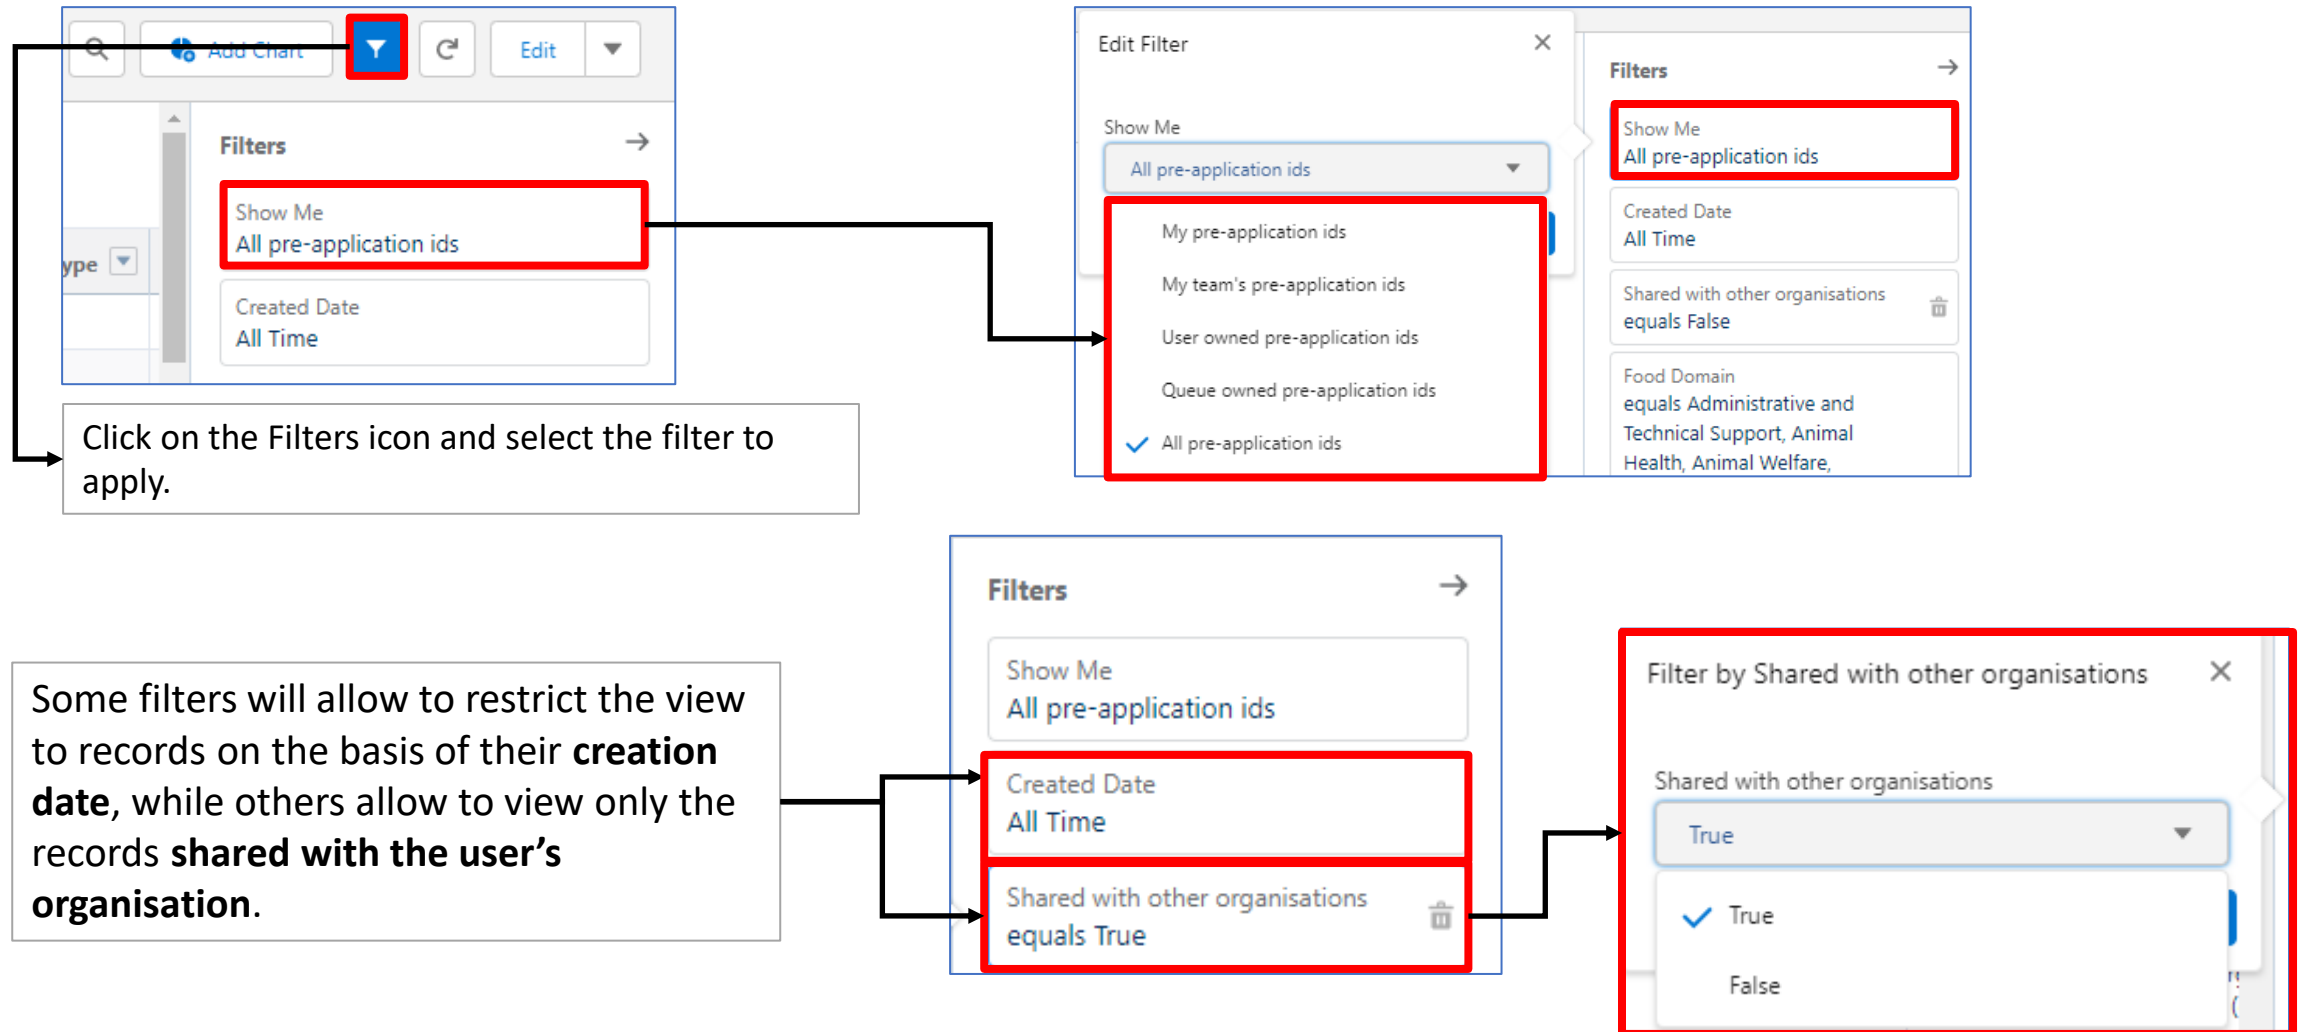 Add Chart
Edit
Filters
Show Me
All pre-application ids
ype
Created Date
All Time
Click on the Filters icon and select the filter to
apply.
Edit Filter
Show Me
All pre-application ids
My pre-application ids
My team's pre-application ids
User owned pre-application ids
Queue owned pre-application ids
All pre-application ids
Filters
Show Me
All pre-application ids
Created Date
All Time
Shared with other organisations
equals False
Food Domain
equals Administrative and
Technical Support, Animal
Health, Animal Welfare,
Some filters will allow to restrict the view
to records on the basis of their creation
date, while others allow to view only the
records shared with the user’s
organisation.
Filters
Show Me
All pre-application ids
Created Date
All Time
Shared with other organisations
equals True
Filter by Shared with other organisations
Shared with other organisations
True
True
False